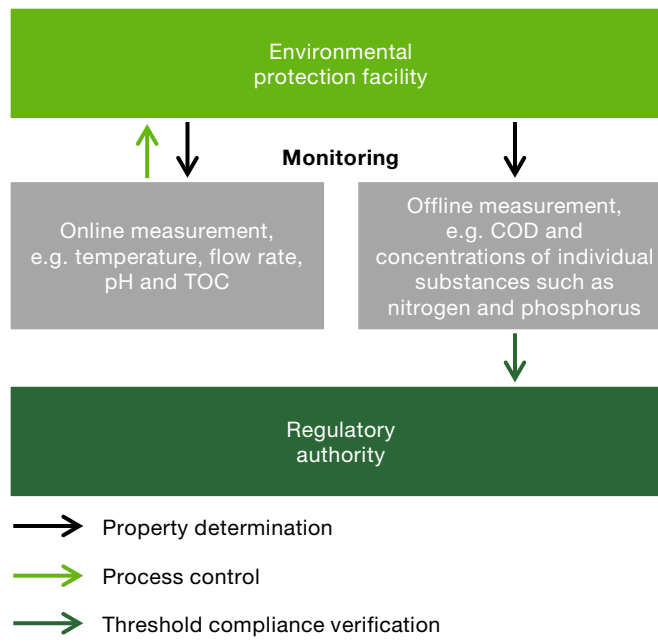 Environmental
protection facility
Monitoring
Online measurement,
e.g. temperature, flow rate,
pH and TOC
Offline measurement,
e.g. COD and
concentrations of individual
substances such as
nitrogen and phosphorus
Regulatory
authority
Property determination
Process control
Threshold compliance verification